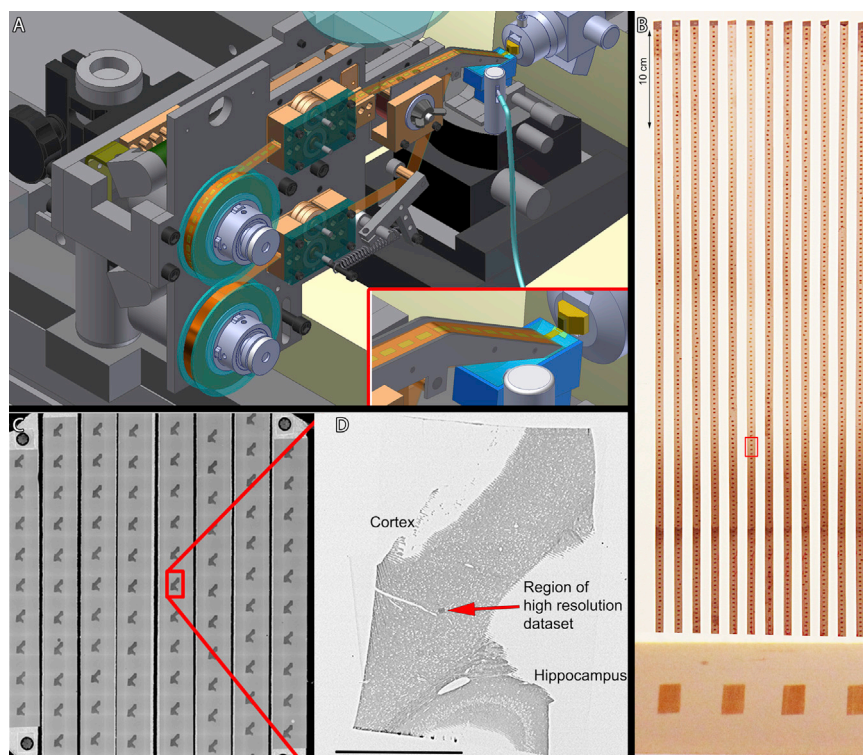 A
B
10 cm
C
D
Cortex
Region of
high resolution
dataset
Hippocampus